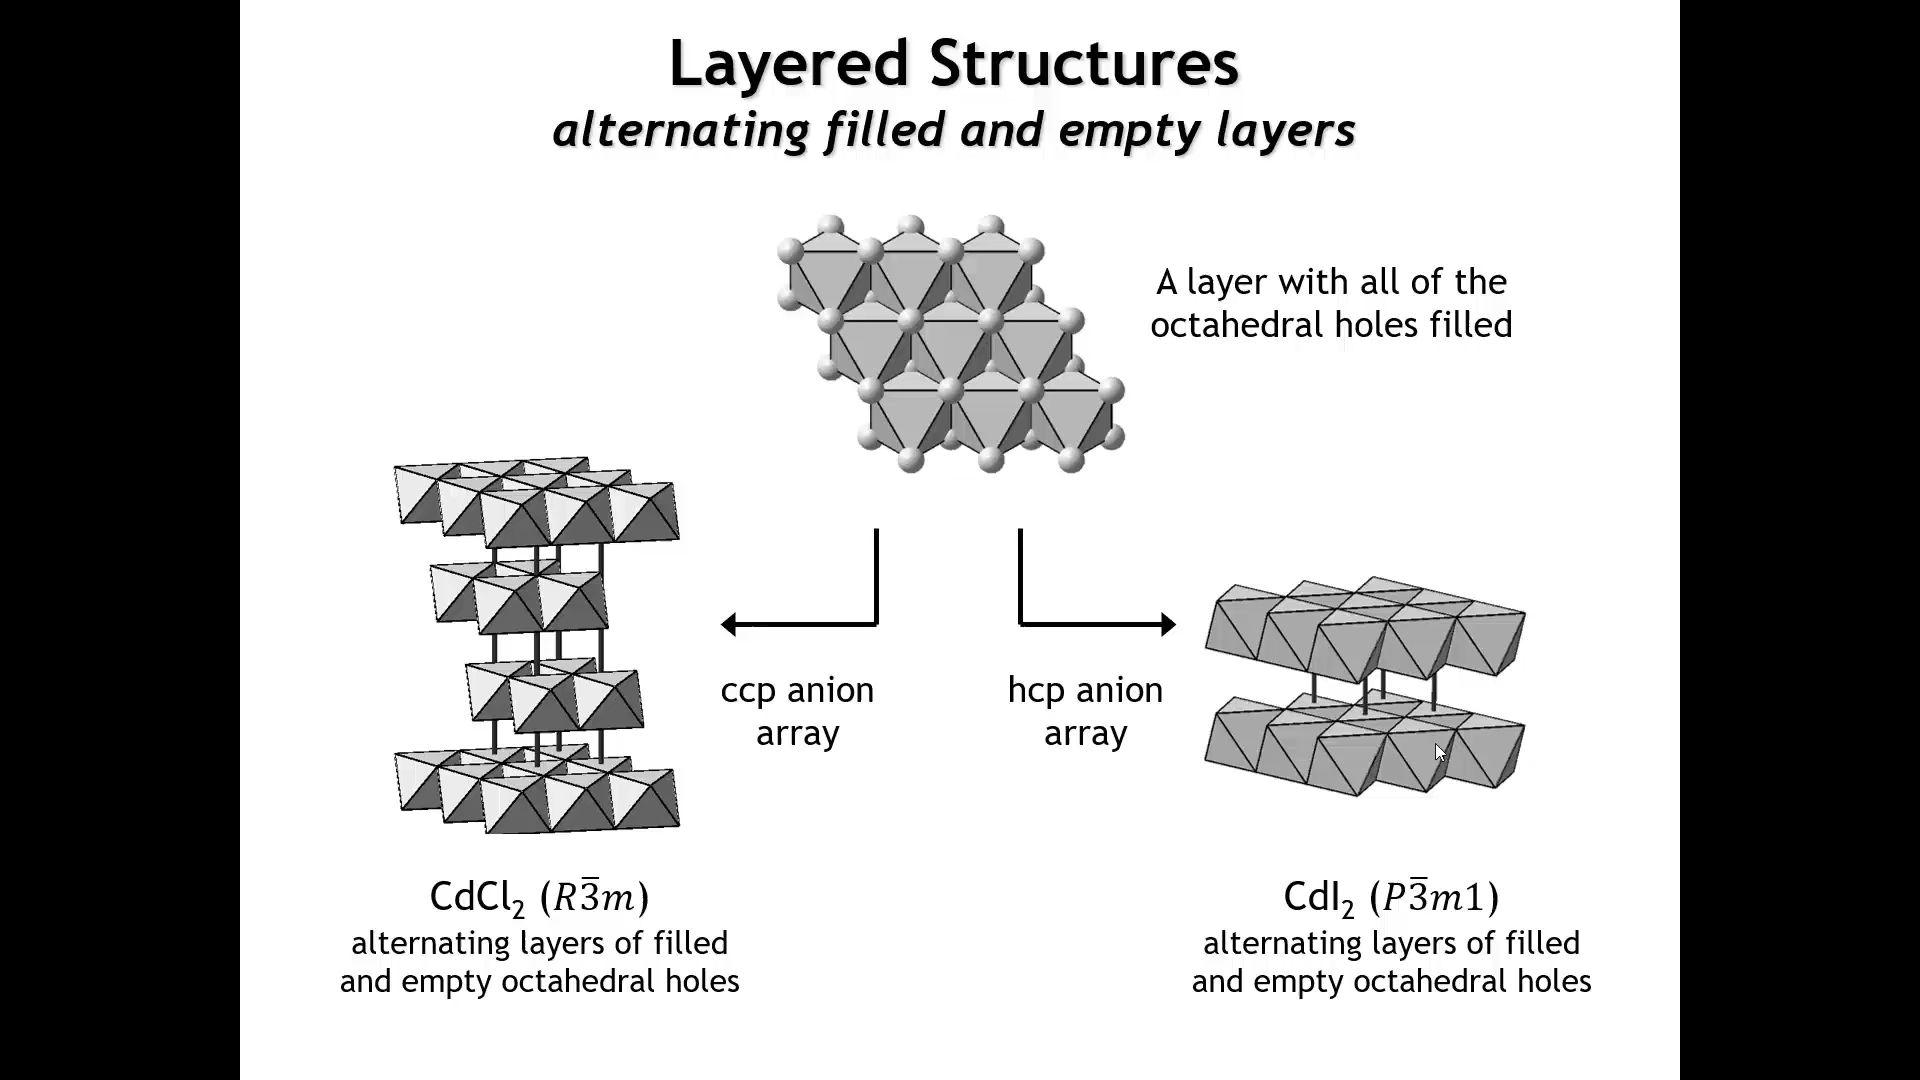 Layered Structures
alternating filled and empty layers
A layer with all of the
octahedral holes filled
ccp anion
array
hcp anion
array
CdCl₂ (R3̅m)
alternating layers of filled
and empty octahedral holes
CdI₂ (P3̅m1)
alternating layers of filled
and empty octahedral holes